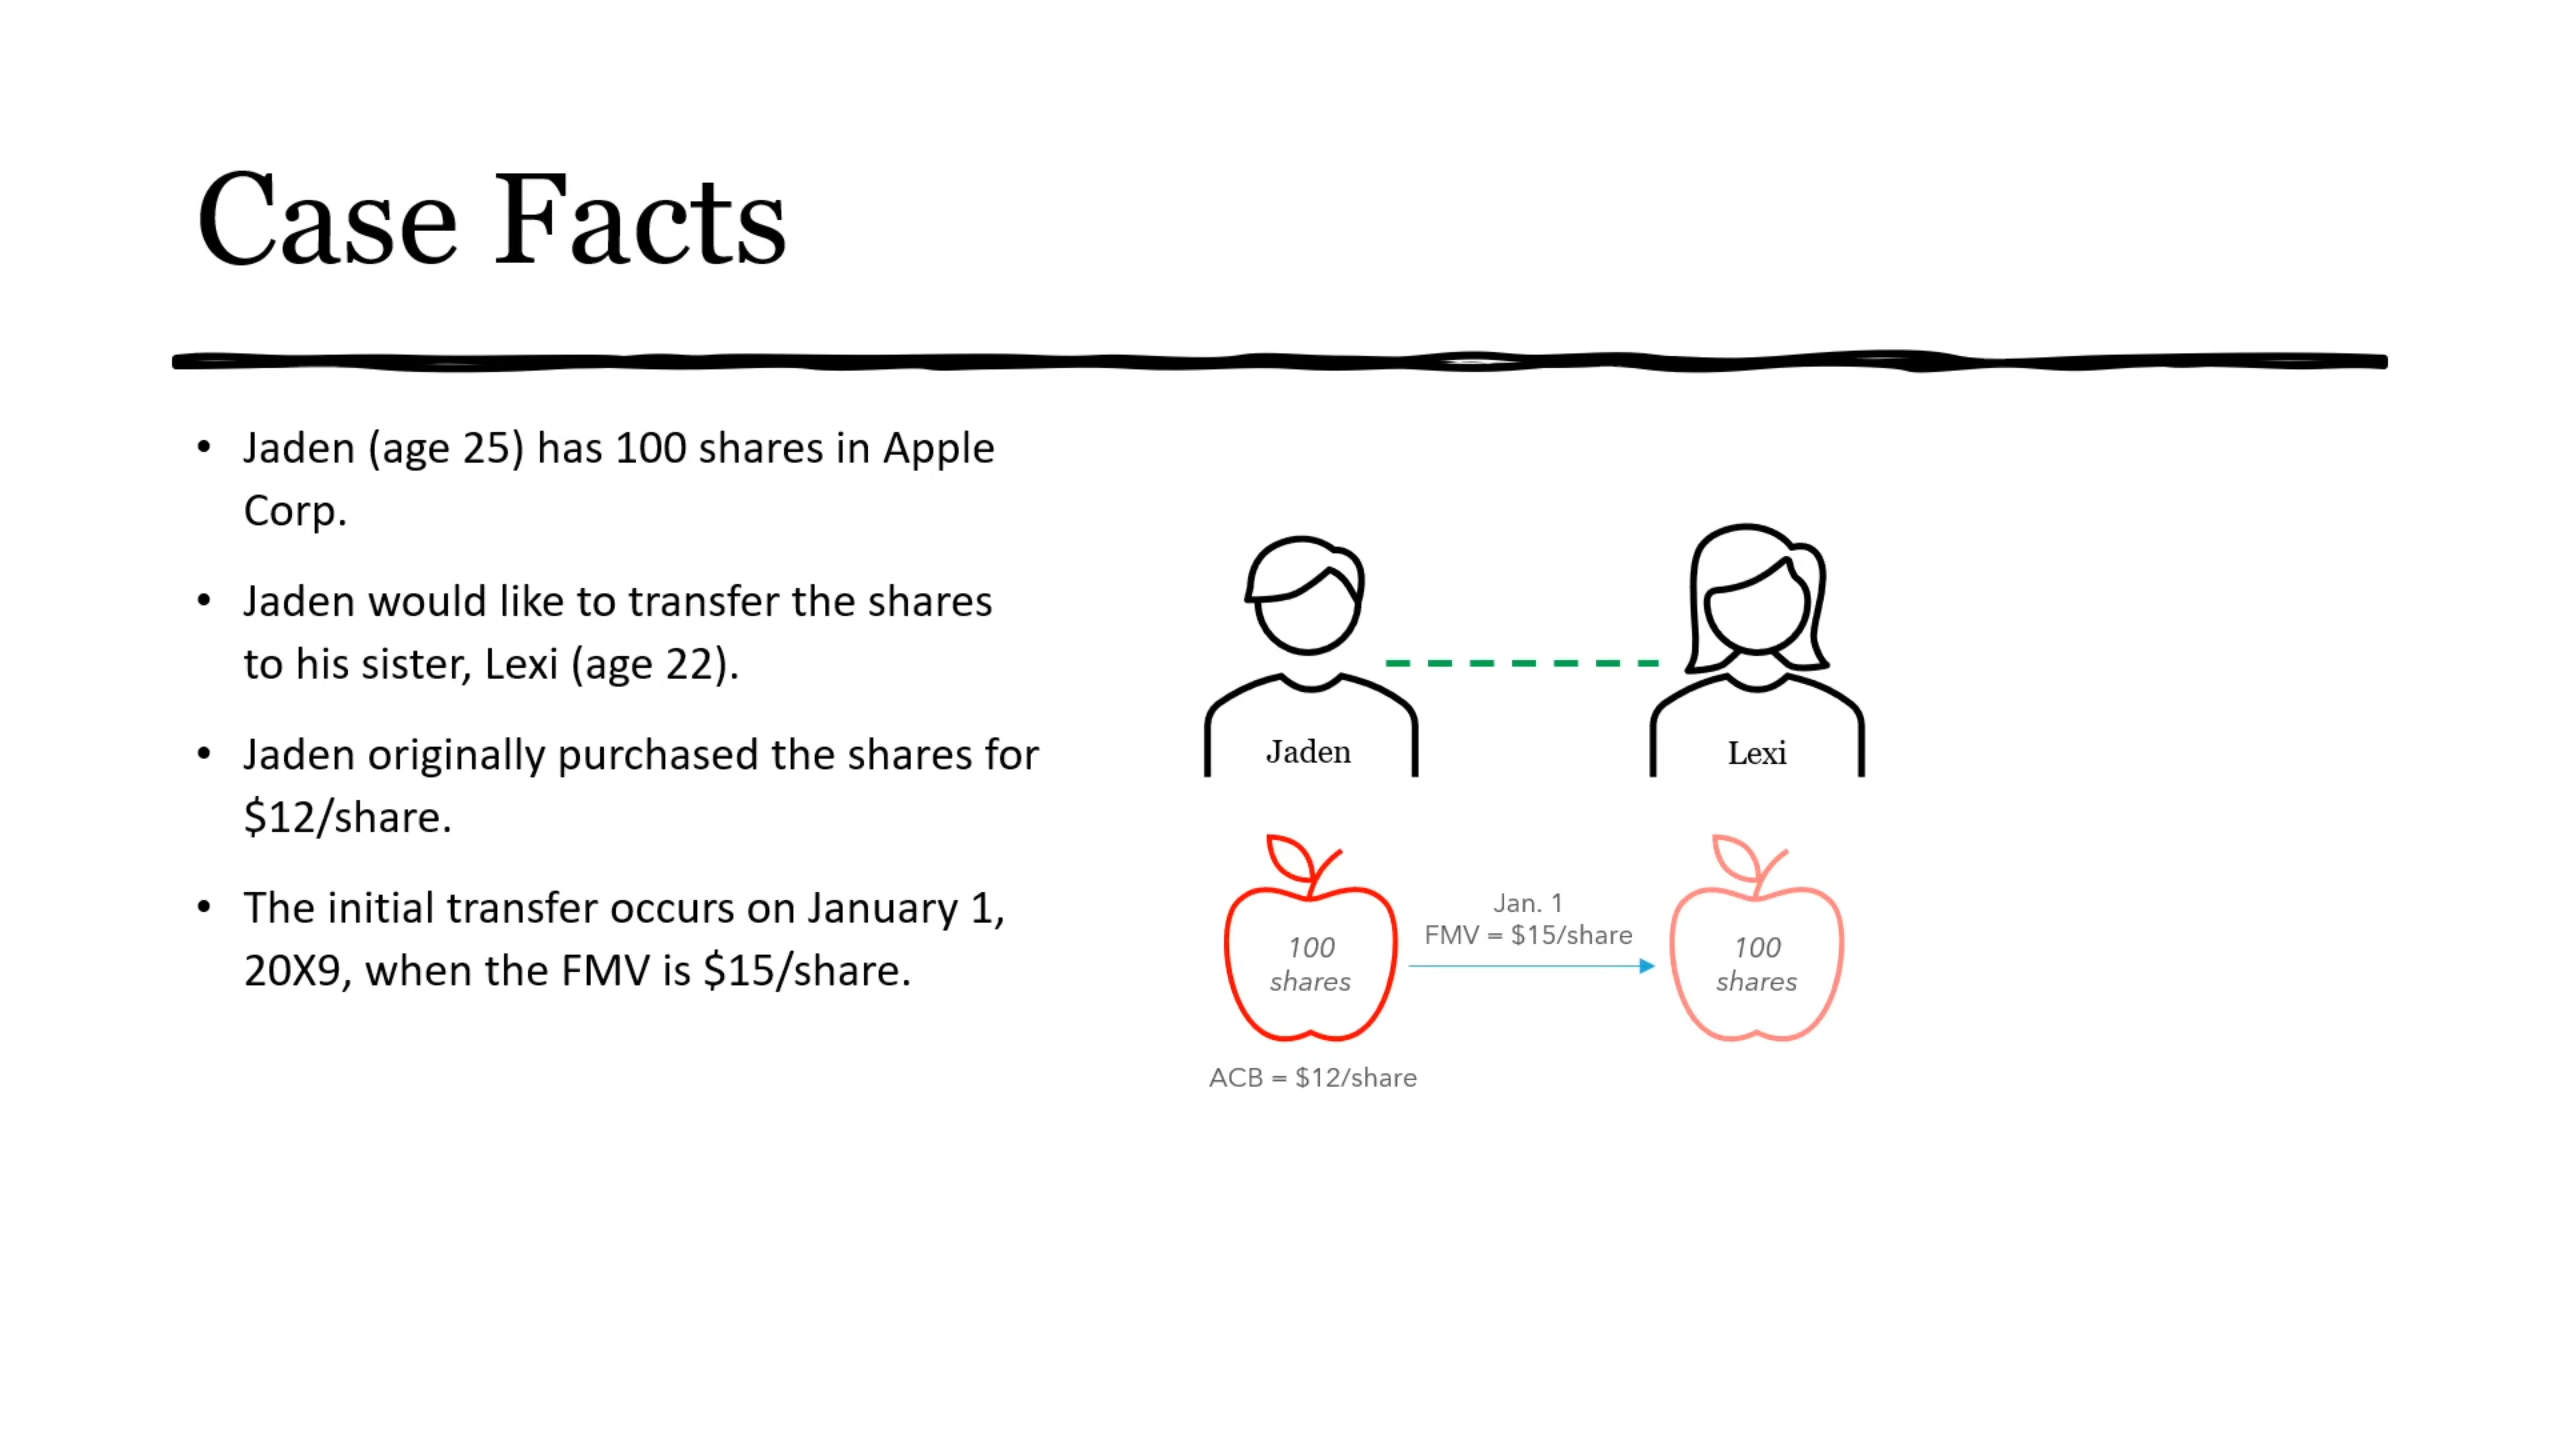 Case Facts
• Jaden (age 25) has 100 shares in Apple
Corp.
• Jaden would like to transfer the shares
to his sister, Lexi (age 22).
• Jaden originally purchased the shares for
$12/share.
• The initial transfer occurs on January 1,
20X9, when the FMV is $15/share.
Jaden
Lexi
100
shares
Jan. 1
FMV = $15/share
100
shares
ACB = $12/share